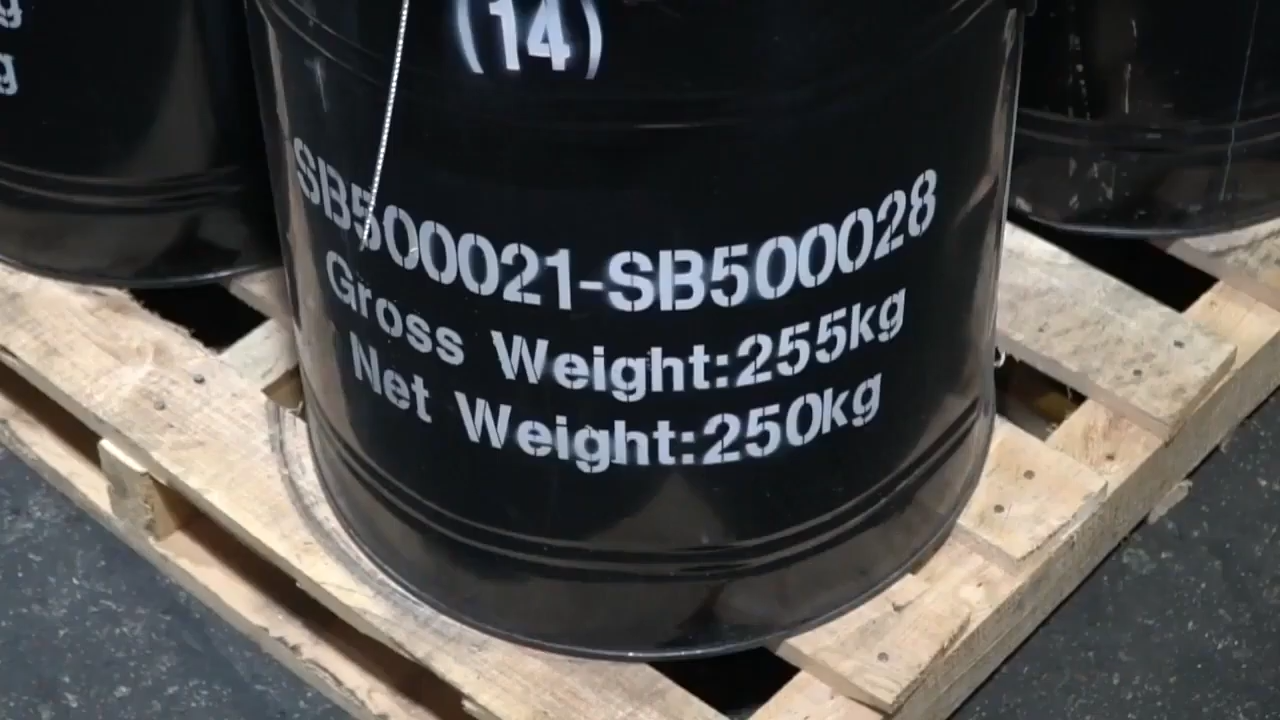 (14)
SB500021-SB500028
Gross Weight:255kg
Net Weight:250kg
g
g